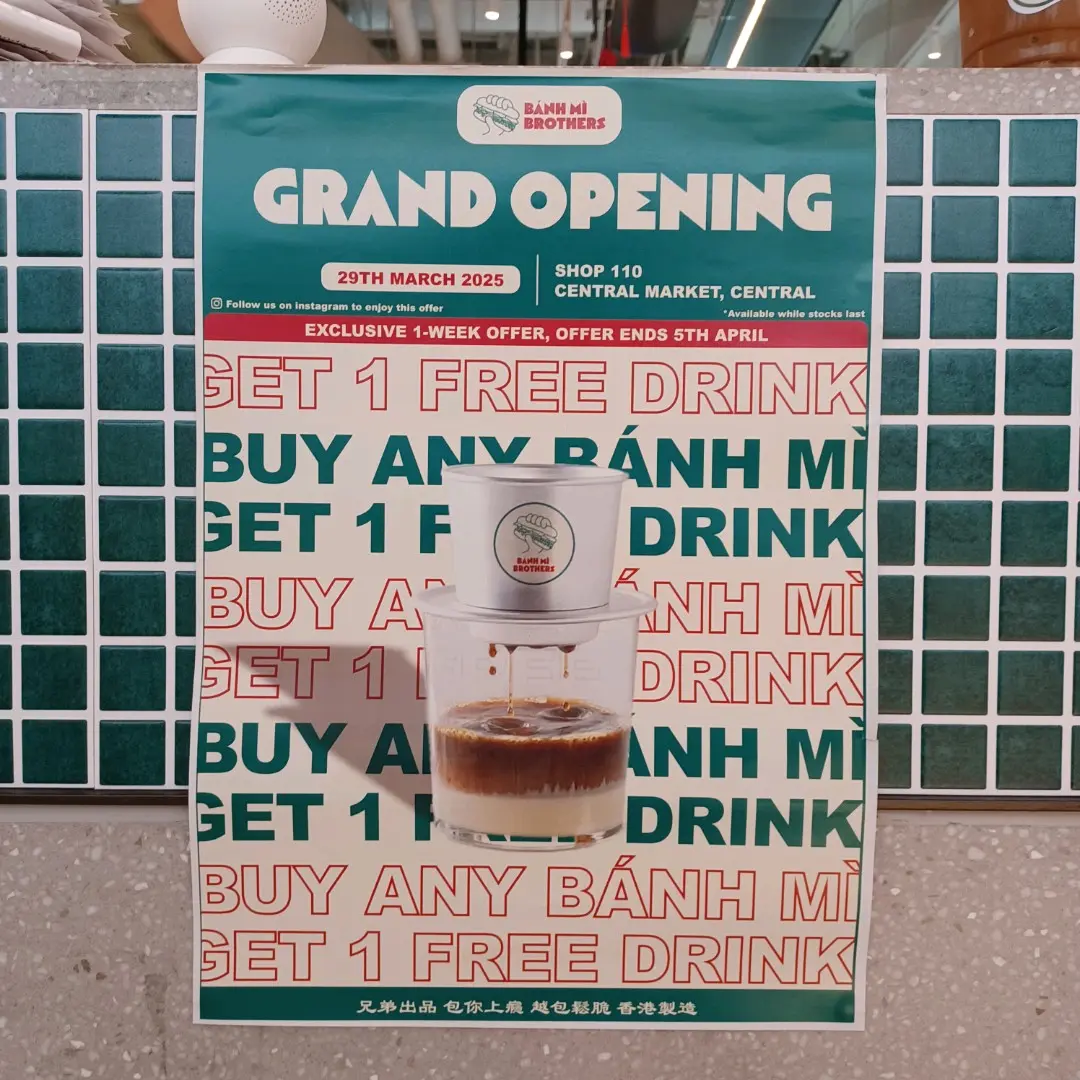 BÁNH MÌ
BROTHERS
GRAND OPENING
29TH MARCH 2025
SHOP 110
CENTRAL MARKET, CENTRAL
Follow us on instagram to enjoy this offer
*Available while stocks last
EXCLUSIVE 1-WEEK OFFER, OFFER ENDS 5TH APRIL
GET 1 FREE DRINK
BUY ANY BÁNH MÌ
GET 1 F DRINK
BÁNH MÌ
BROTHERS
BUY A ÁNH MÌ
GET 1 FREE DRINK
BUY A ÁNH MÌ
GET 1 FREE DRINK
BUY ANY BÁNH MÌ
GET 1 FREE DRINK
兄弟出品 包你上癮 越包鬆脆 香港製造